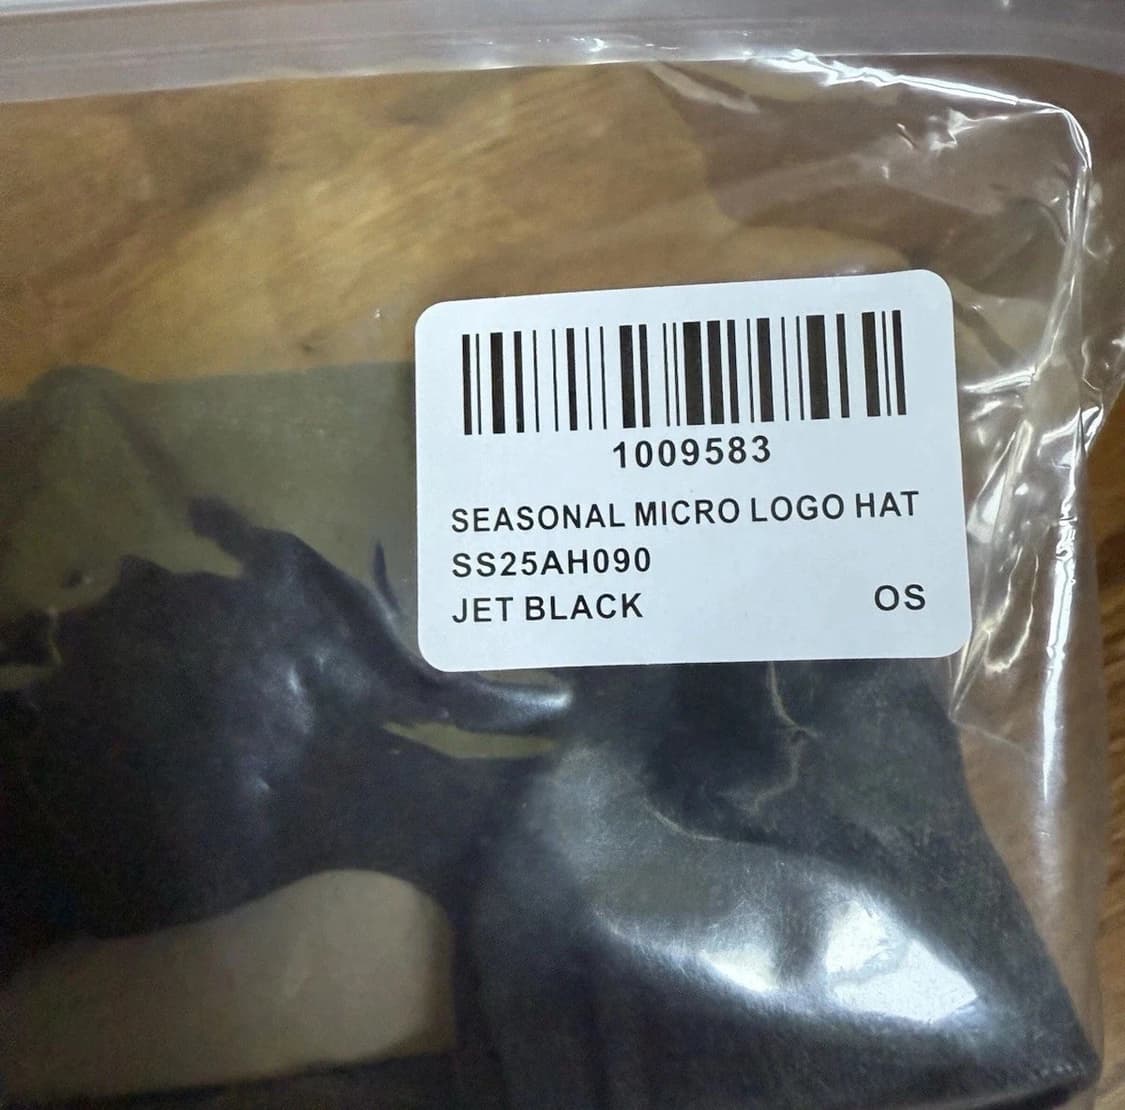 1009583
SEASONAL MICRO LOGO HAT
SS25AH090
JET BLACK OS